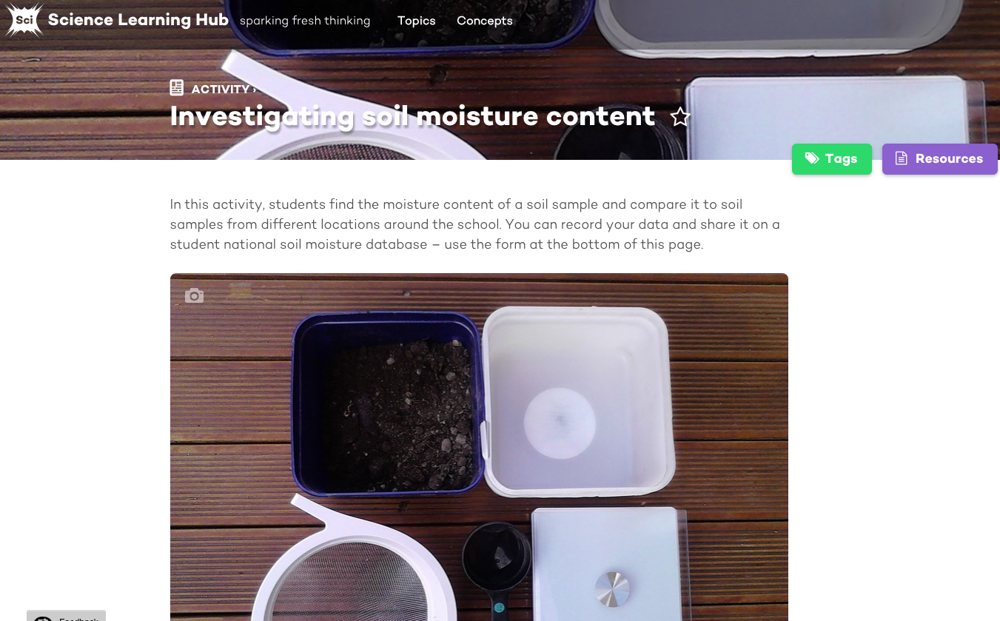 Sci Science Learning Hub sparking fresh thinking Topics Concepts
ACTIVITY ›
Investigating soil moisture content
Tags Resources
In this activity, students find the moisture content of a soil sample and compare it to soil
samples from different locations around the school. You can record your data and share it on a
student national soil moisture database – use the form at the bottom of this page.
Feedback